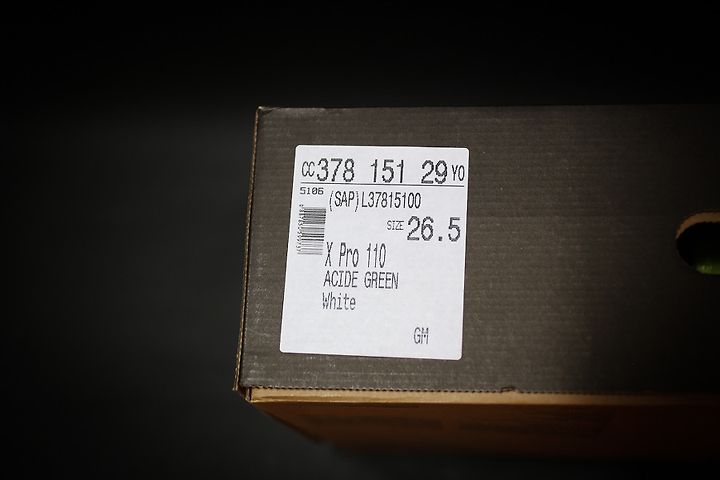 CC 378 151 29 YO
5106
(SAP)L37815100
SIZE 26.5
X Pro 110
ACIDE GREEN
White
GM